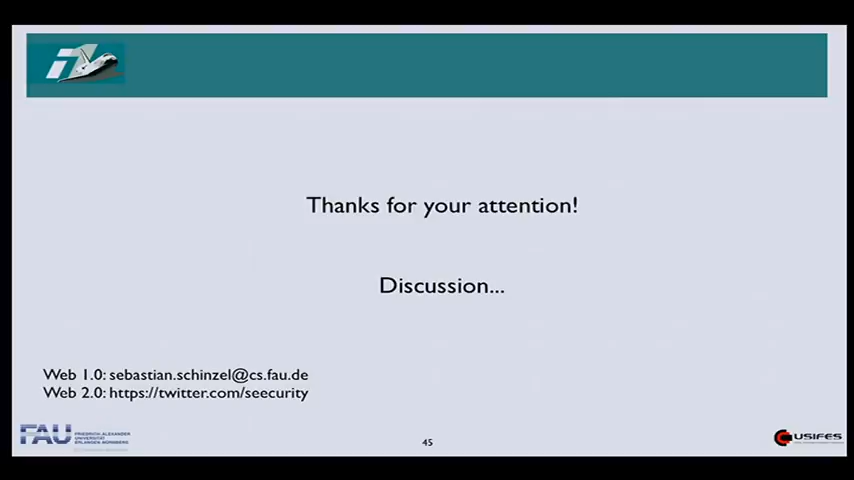 Thanks for your attention!
Discussion...
Web 1.0: sebastian.schinzel@cs.fau.de
Web 2.0: https://twitter.com/seecurity
FAU
FRIEDRICH-ALEXANDER
UNIVERSITÄT
ERLANGEN-NÜRNBERG
45
USIFES